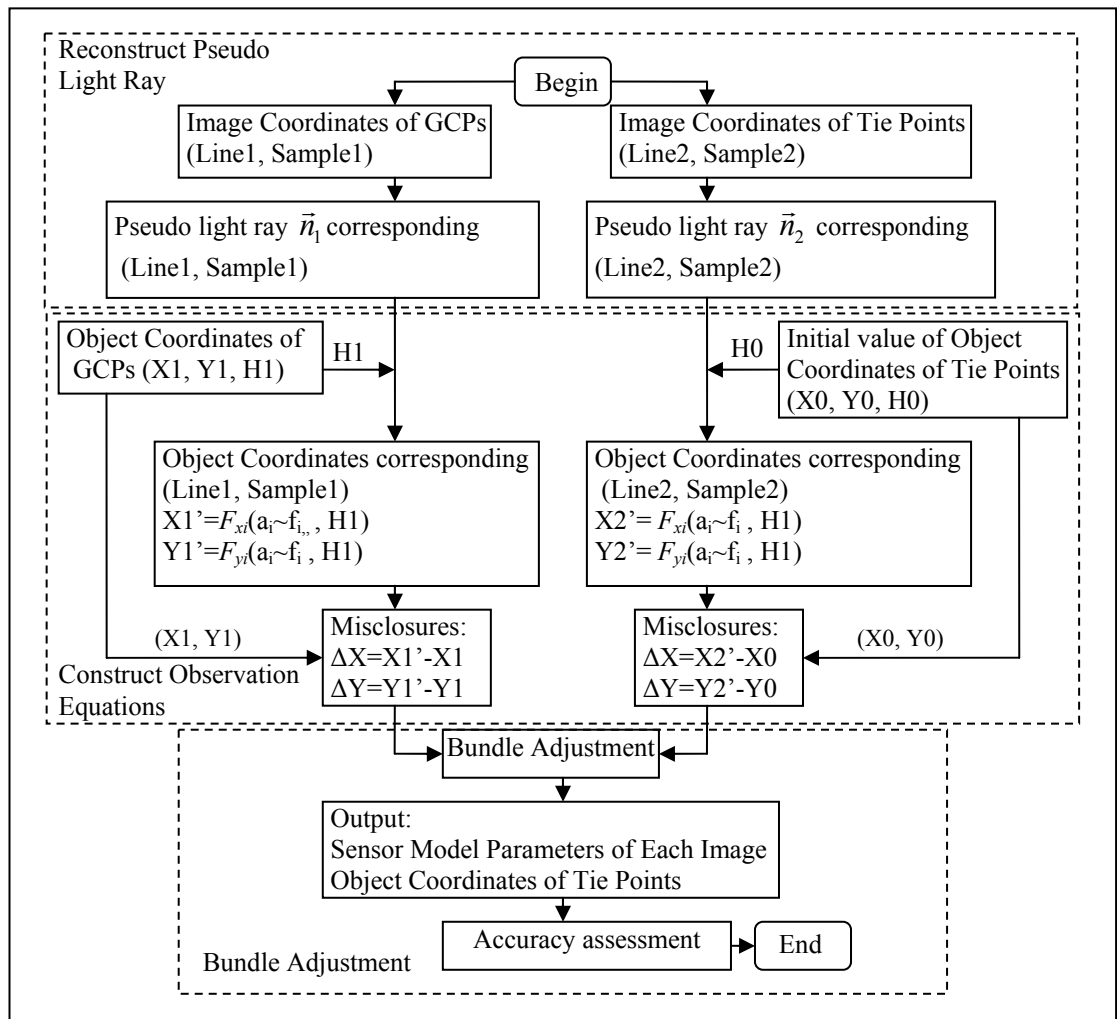 Reconstruct Pseudo
Light Ray
Begin
Image Coordinates of GCPs
(Line1, Sample1)
Image Coordinates of Tie Points
(Line2, Sample2)
Pseudo light ray n⃗₁ corresponding
(Line1, Sample1)
Pseudo light ray n⃗₂ corresponding
(Line2, Sample2)
Object Coordinates of
GCPs (X1, Y1, H1)
H1
H0
Initial value of Object
Coordinates of Tie Points
(X0, Y0, H0)
Object Coordinates corresponding
(Line1, Sample1)
X1’=Fxi(ai~fi,, , H1)
Y1’=Fyi(ai~fi , H1)
Object Coordinates corresponding
(Line2, Sample2)
X2’= Fxi(ai~fi , H1)
Y2’= Fyi(ai~fi , H1)
(X1, Y1)
Misclosures:
ΔX=X1’-X1
ΔY=Y1’-Y1
Misclosures:
ΔX=X2’-X0
ΔY=Y2’-Y0
(X0, Y0)
Construct Observation
Equations
Bundle Adjustment
Output:
Sensor Model Parameters of Each Image
Object Coordinates of Tie Points
Accuracy assessment
End
Bundle Adjustment